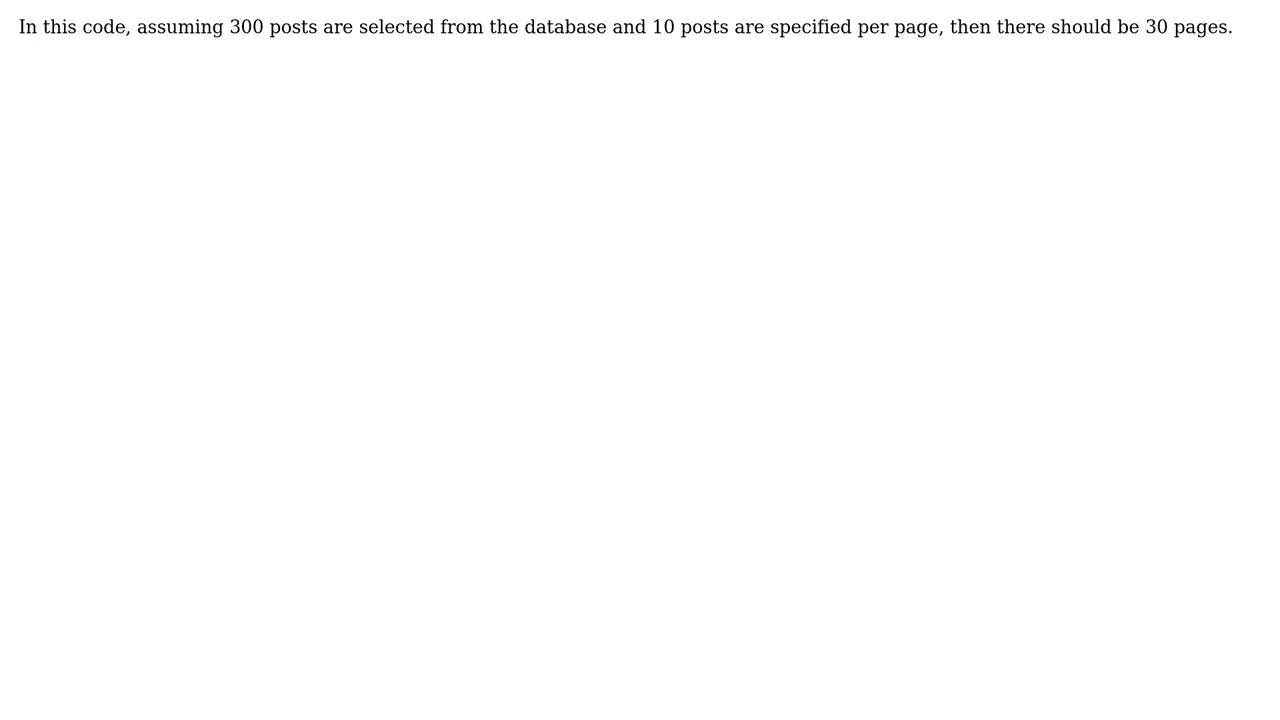 In this code, assuming 300 posts are selected from the database and 10 posts are specified per page, then there should be 30 pages.